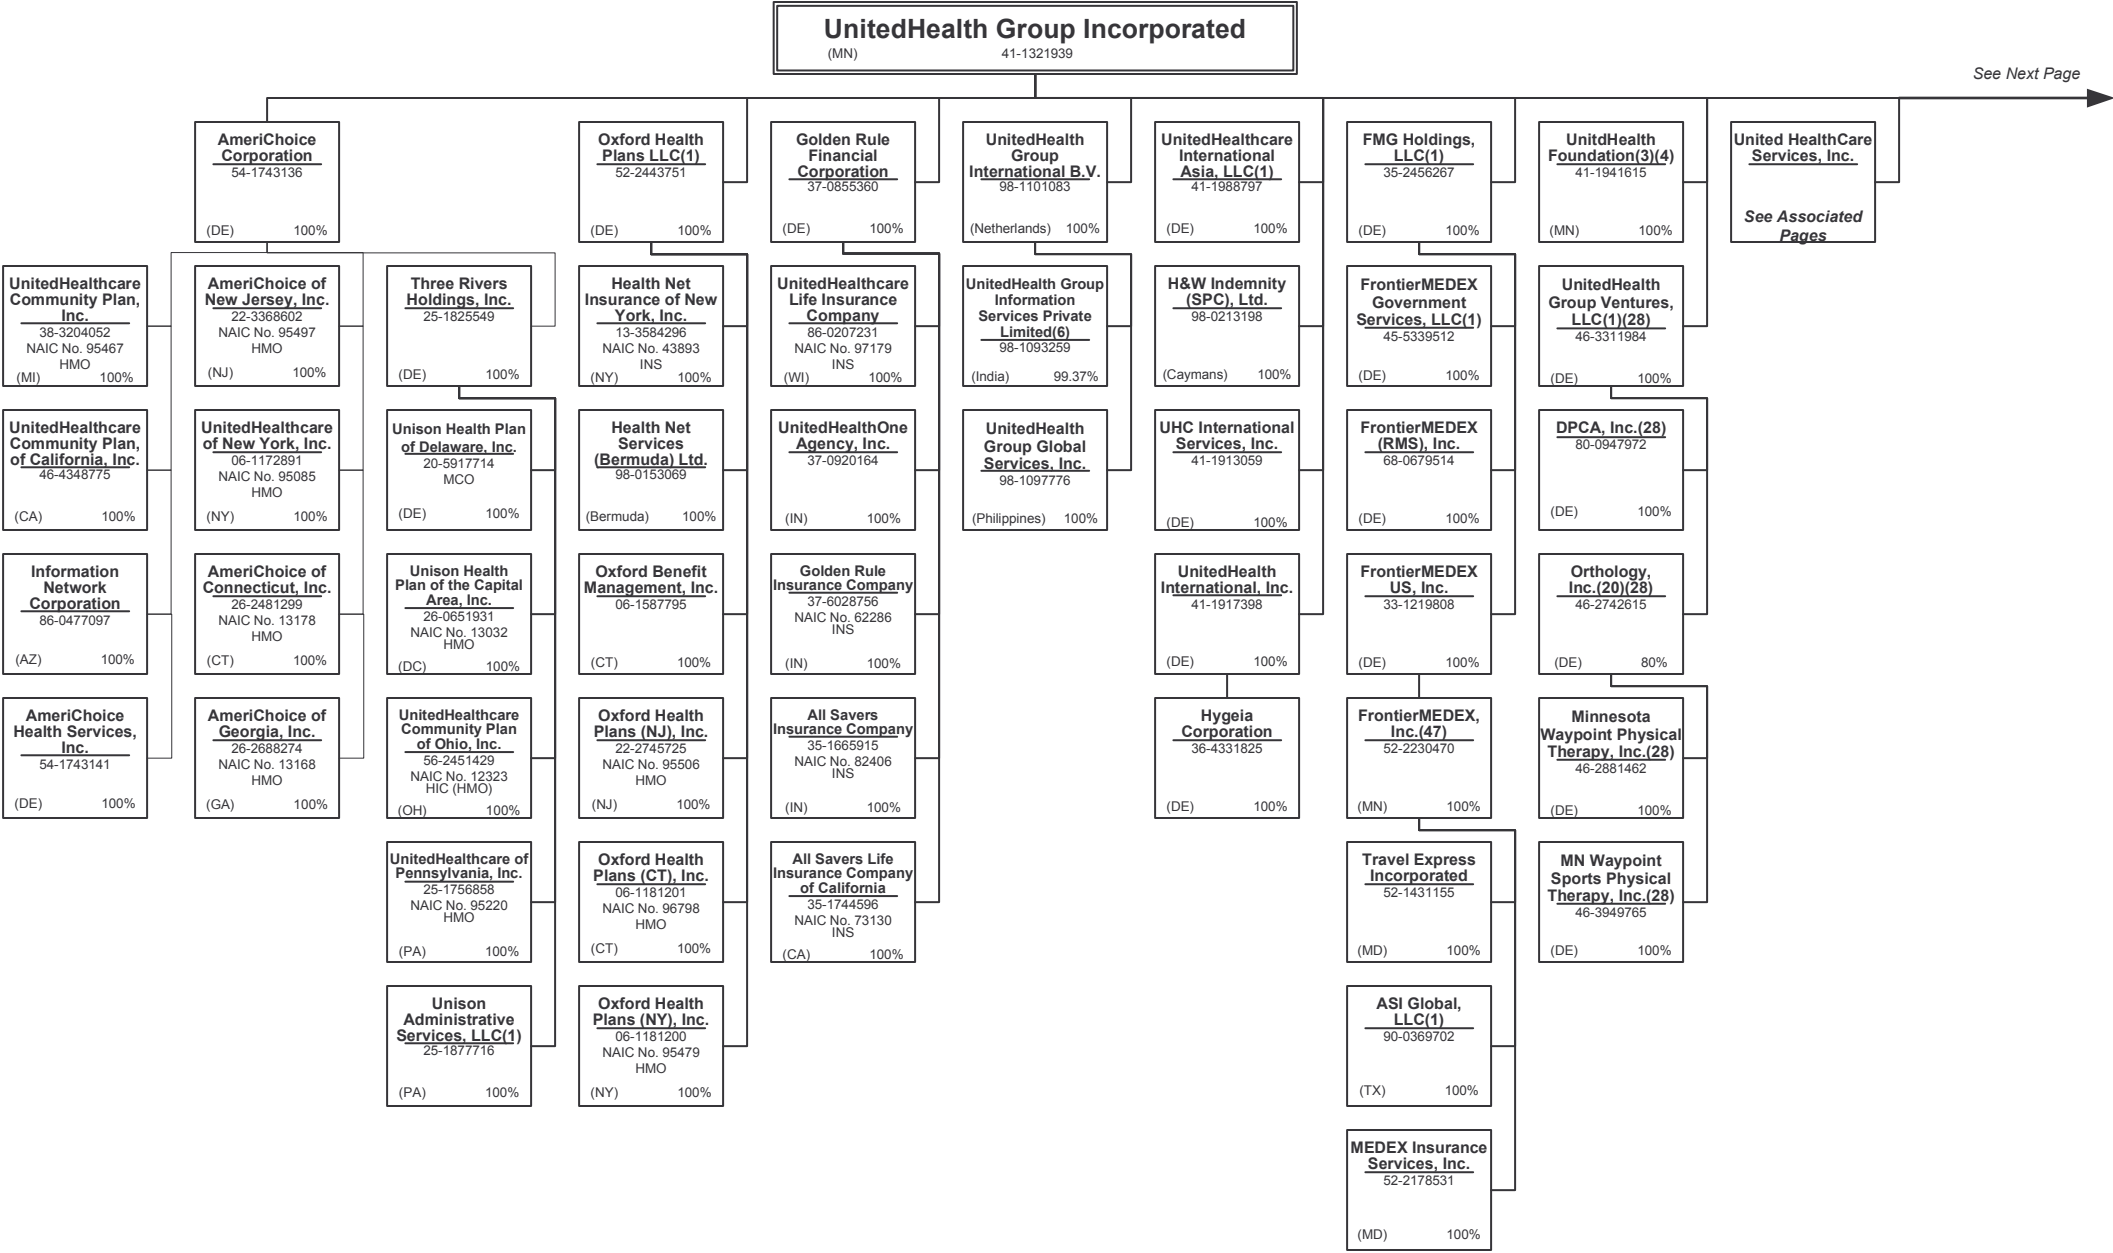 UnitedHealth Group Incorporated
(MN) 41-1321939
See Next Page
AmeriChoice
Corporation
54-1743136
(DE) 100%
Oxford Health
Plans LLC(1)
52-2443751
(DE) 100%
Golden Rule
Financial
Corporation
37-0855360
(DE) 100%
UnitedHealth
Group
International B.V.
98-1101083
(Netherlands) 100%
UnitedHealthcare
International
Asia, LLC(1)
41-1988797
(DE) 100%
FMG Holdings,
LLC(1)
35-2456267
(DE) 100%
UnitdHealth
Foundation(3)(4)
41-1941615
(MN) 100%
United HealthCare
Services, Inc.
See Associated
Pages
UnitedHealthcare
Community Plan,
Inc.
38-3204052
NAIC No. 95467
HMO
(MI) 100%
AmeriChoice of
New Jersey, Inc.
22-3368602
NAIC No. 95497
HMO
(NJ) 100%
Three Rivers
Holdings, Inc.
25-1825549
(DE) 100%
Health Net
Insurance of New
York, Inc.
13-3584296
NAIC No. 43893
INS
(NY) 100%
UnitedHealthcare
Life Insurance
Company
86-0207231
NAIC No. 97179
INS
(WI) 100%
UnitedHealth Group
Information
Services Private
Limited(6)
98-1093259
(India) 99.37%
H&W Indemnity
(SPC), Ltd.
98-0213198
(Caymans) 100%
FrontierMEDEX
Government
Services, LLC(1)
45-5339512
(DE) 100%
UnitedHealth
Group Ventures,
LLC(1)(28)
46-3311984
(DE) 100%
UnitedHealthcare
Community Plan,
of California, Inc.
46-4348775
(CA) 100%
UnitedHealthcare
of New York, Inc.
06-1172891
NAIC No. 95085
HMO
(NY) 100%
Unison Health Plan
of Delaware, Inc.
20-5917714
MCO
(DE) 100%
Health Net
Services
(Bermuda) Ltd.
98-0153069
(Bermuda) 100%
UnitedHealthOne
Agency, Inc.
37-0920164
(IN) 100%
UnitedHealth
Group Global
Services, Inc.
98-1097776
(Philippines) 100%
UHC International
Services, Inc.
41-1913059
(DE) 100%
FrontierMEDEX
(RMS), Inc.
68-0679514
(DE) 100%
DPCA, Inc.(28)
80-0947972
(DE) 100%
Information
Network
Corporation
86-0477097
(AZ) 100%
AmeriChoice of
Connecticut, Inc.
26-2481299
NAIC No. 13178
HMO
(CT) 100%
Unison Health
Plan of the Capital
Area, Inc.
26-0651931
NAIC No. 13032
HMO
(DC) 100%
Oxford Benefit
Management, Inc.
06-1587795
(CT) 100%
Golden Rule
Insurance Company
37-6028756
NAIC No. 62286
INS
(IN) 100%
UnitedHealth
International, Inc.
41-1917398
(DE) 100%
FrontierMEDEX
US, Inc.
33-1219808
(DE) 100%
Orthology,
Inc.(20)(28)
46-2742615
(DE) 80%
AmeriChoice
Health Services,
Inc.
54-1743141
(DE) 100%
AmeriChoice of
Georgia, Inc.
26-2688274
NAIC No. 13168
HMO
(GA) 100%
UnitedHealthcare
Community Plan
of Ohio, Inc.
56-2451429
NAIC No. 12323
HIC (HMO)
(OH) 100%
Oxford Health
Plans (NJ), Inc.
22-2745725
NAIC No. 95506
HMO
(NJ) 100%
All Savers
Insurance Company
35-1665915
NAIC No. 82406
INS
(IN) 100%
Hygeia
Corporation
36-4331825
(DE) 100%
FrontierMEDEX,
Inc.(47)
52-2230470
(MN) 100%
Minnesota
Waypoint Physical
Therapy, Inc.(28)
46-2881462
(DE) 100%
UnitedHealthcare of
Pennsylvania, Inc.
25-1756858
NAIC No. 95220
HMO
(PA) 100%
Oxford Health
Plans (CT), Inc.
06-1181201
NAIC No. 96798
HMO
(CT) 100%
All Savers Life
Insurance Company
of California
35-1744596
NAIC No. 73130
INS
(CA) 100%
Travel Express
Incorporated
52-1431155
(MD) 100%
MN Waypoint
Sports Physical
Therapy, Inc.(28)
46-3949765
(DE) 100%
Unison
Administrative
Services, LLC(1)
25-1877716
(PA) 100%
Oxford Health
Plans (NY), Inc.
06-1181200
NAIC No. 95479
HMO
(NY) 100%
ASI Global,
LLC(1)
90-0369702
(TX) 100%
MEDEX Insurance
Services, Inc.
52-2178531
(MD) 100%